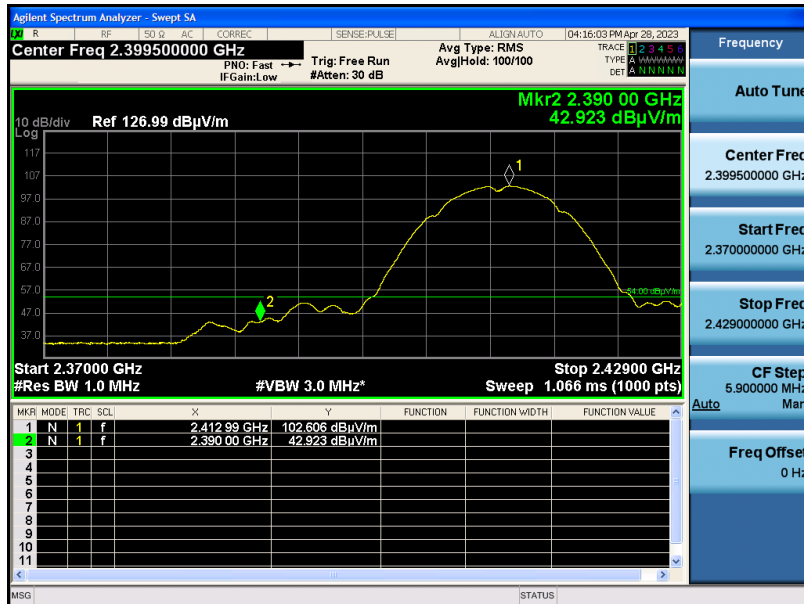 Agilent Spectrum Analyzer - Swept SA
LXI R RF 50 Ω AC CORREC SENSE:PULSE ALIGN AUTO 04:16:03 PM Apr 28, 2023
Center Freq 2.399500000 GHz
PNO: Fast
IFGain:Low
Trig: Free Run
#Atten: 30 dB
Avg Type: RMS
Avg|Hold: 100/100
TRACE 1 2 3 4 5 6
TYPE A WWWWW
DET A N N N N N
Mkr2 2.390 00 GHz
42.923 dBµV/m
10 dB/div Ref 126.99 dBµV/m
Log
117
107
97.0
87.0
77.0
67.0
57.0
47.0
37.0
1
2
54.00 dBµV/m
Start 2.37000 GHz Stop 2.42900 GHz
#Res BW 1.0 MHz #VBW 3.0 MHz* Sweep 1.066 ms (1000 pts)
MKR MODE TRC SCL X Y FUNCTION FUNCTION WIDTH FUNCTION VALUE
1 N 1 f 2.412 99 GHz 102.606 dBµV/m
2 N 1 f 2.390 00 GHz 42.923 dBµV/m
3
4
5
6
7
8
9
10
11
MSG STATUS
Frequency
Auto Tune
Center Freq
2.399500000 GHz
Start Freq
2.370000000 GHz
Stop Freq
2.429000000 GHz
CF Step
5.900000 MHz
Auto Man
Freq Offset
0 Hz